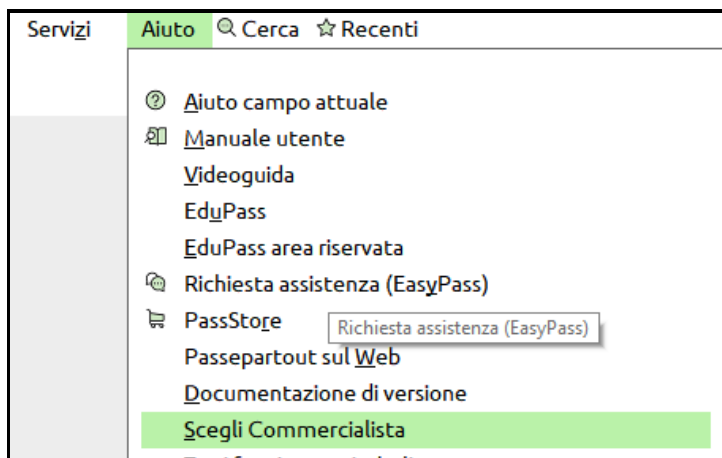 Servizi Aiuto Cerca Recenti
Aiuto campo attuale
Manuale utente
Videoguida
EduPass
EduPass area riservata
Richiesta assistenza (EasyPass)
PassStore
Richiesta assistenza (EasyPass)
Passepartout sul Web
Documentazione di versione
Scegli Commercialista